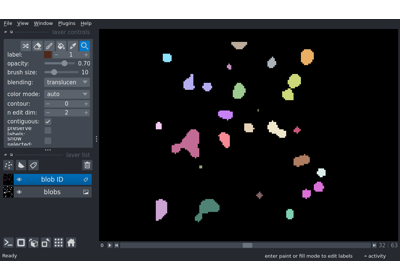 File View Window Plugins Help
layer controls
label: 1
opacity: 0.70
brush size: 10
blending: translucen
color mode: auto
contour: 0
n edit dim: 2
contiguous:
preserve labels:
show selected:
layer list
blob ID
blobs
0 32 63
Ready enter paint or fill mode to edit labels activity